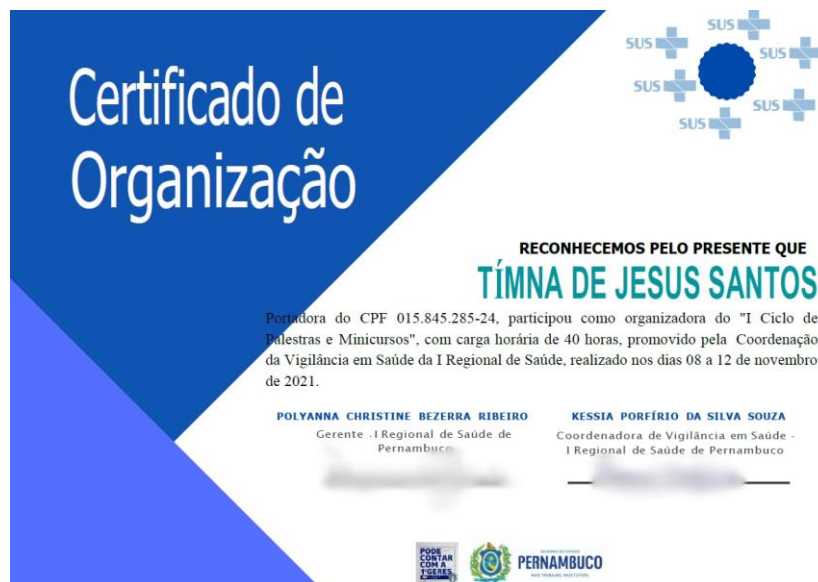 Certificado de
Organização
SUS
SUS
SUS
SUS
SUS
SUS
RECONHECEMOS PELO PRESENTE QUE
TÍMNA DE JESUS SANTOS
Portadora do CPF 015.845.285-24, participou como organizadora do "I Ciclo de
Palestras e Minicursos", com carga horária de 40 horas, promovido pela Coordenação
da Vigilância em Saúde da I Regional de Saúde, realizado nos dias 08 a 12 de novembro
de 2021.
POLYANNA CHRISTINE BEZERRA RIBEIRO
Gerente - I Regional de Saúde de
Pernambuco
KESSIA PORFÍRIO DA SILVA SOUZA
Coordenadora de Vigilância em Saúde -
I Regional de Saúde de Pernambuco
PODE
CONTAR
COM A
1ªGERES
PERNAMBUCO